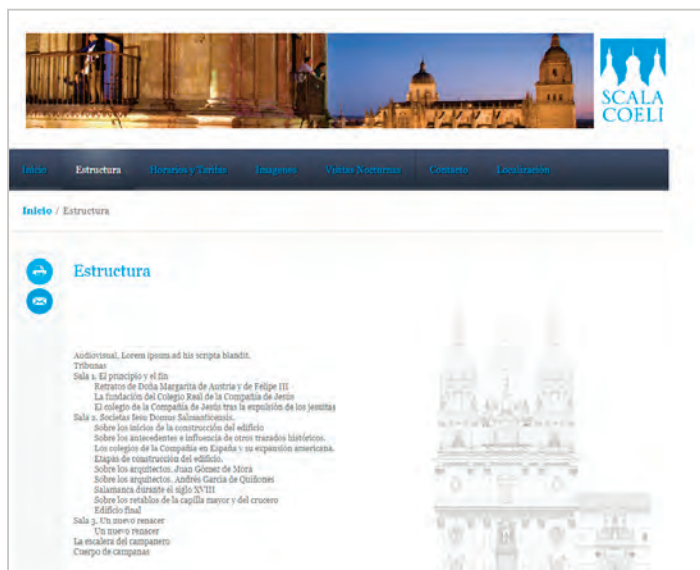 SCALA
COELI
Inicio Estructura Horarios y Tarifas Imagenes Visitas Nocturnas Contacto Localización
Inicio / Estructura
Estructura
Audiovisual, Lorem ipsum ad his scripta blandit.
Tribunas
Sala 1. El principio y el fin
Retratos de Doña Margarita de Austria y de Felipe III
La fundación del Colegio Real de la Compañía de Jesús
El colegio de la Compañía de Jesús tras la expulsión de los jesuitas
Sala 2. Societas Iesu Domus Salmanticensis.
Sobre los inicios de la construcción del edificio
Sobre los antecedentes e influencia de otros trazados históricos.
Los colegios de la Compañía en España y su expansión americana.
Etapas de construcción del edificio.
Sobre los arquitectos. Juan Gómez de Mora
Sobre los arquitectos. Andrés García de Quiñones
Salamanca durante el siglo XVIII
Sobre los retablos de la capilla mayor y del crucero
Edificio final
Sala 3. Un nuevo renacer
Un nuevo renacer
La escalera del campanero
Cuerpo de campanas